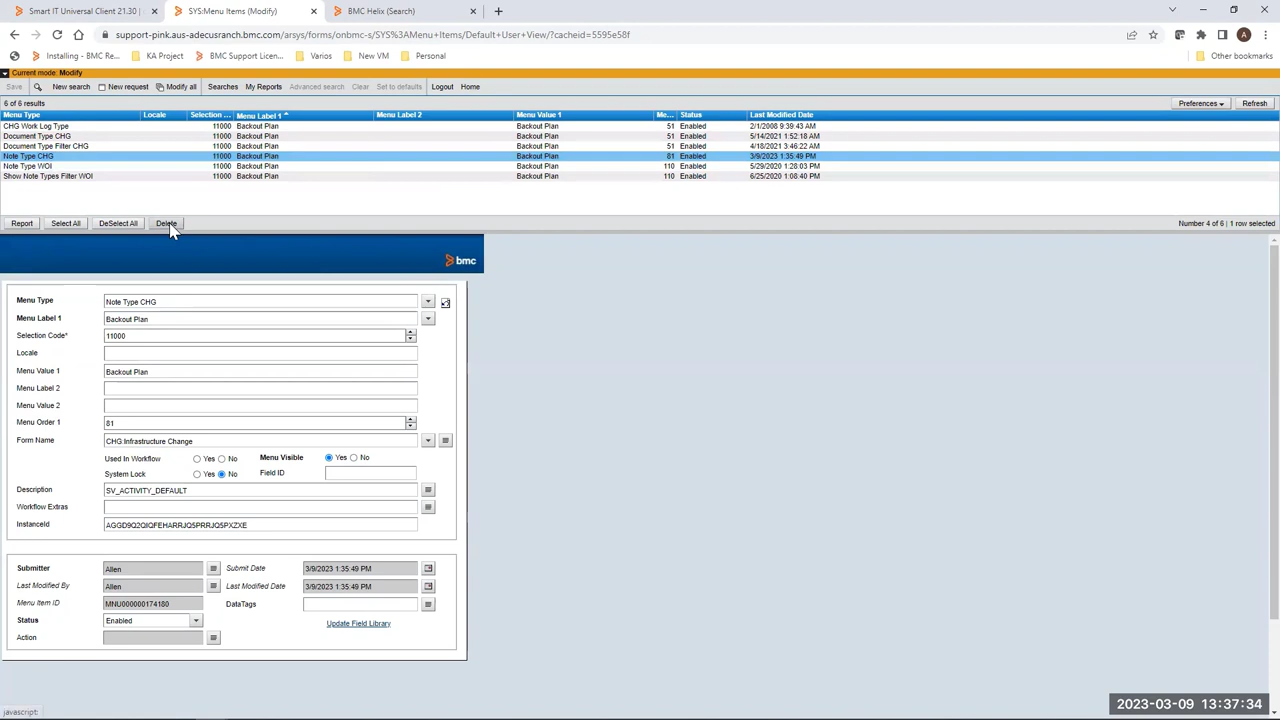 Smart IT Universal Client 21.30 | SYS:Menu Items (Modify) BMC Helix (Search)
support-pink.aus-adecusranch.bmc.com/arsys/forms/onbmc-s/SYS%3AMenu+Items/Default+User+View/?cacheid=5595e58f
Installing - BMC Re... KA Project BMC Support Licen... Varios New VM Personal Other bookmarks
Current mode: Modify
Save New search New request Modify all Searches My Reports Advanced search Clear Set to defaults Logout Home
6 of 6 results Preferences Refresh
Menu Type Locale Selection ... Menu Label 1 Menu Label 2 Menu Value 1 Me... Status Last Modified Date
CHG Work Log Type 11000 Backout Plan Backout Plan 51 Enabled 2/1/2008 9:39:43 AM
Document Type CHG 11000 Backout Plan Backout Plan 51 Enabled 5/14/2021 1:52:18 AM
Document Type Filter CHG 11000 Backout Plan Backout Plan 51 Enabled 4/18/2021 3:46:22 AM
Note Type CHG 11000 Backout Plan Backout Plan 81 Enabled 3/9/2023 1:35:49 PM
Note Type WOI 11000 Backout Plan Backout Plan 110 Enabled 5/29/2020 1:28:03 PM
Show Note Types Filter WOI 11000 Backout Plan Backout Plan 110 Enabled 6/25/2020 1:08:40 PM
Report Select All DeSelect All Delete Number 4 of 6 | 1 row selected
bmc
Menu Type Note Type CHG
Menu Label 1 Backout Plan
Selection Code* 11000
Locale
Menu Value 1 Backout Plan
Menu Label 2
Menu Value 2
Menu Order 1 81
Form Name CHG:Infrastructure Change
Used In Workflow Yes No Menu Visible Yes No
System Lock Yes No Field ID
Description SV_ACTIVITY_DEFAULT
Workflow Extras
InstanceId AGGD9Q2QIQFEHARRJQ5PRRJQ5PXZXE
Submitter Allen Submit Date 3/9/2023 1:35:49 PM
Last Modified By Allen Last Modified Date 3/9/2023 1:35:49 PM
Menu Item ID MNU000000174180 DataTags
Status Enabled Update Field Library
Action
javascript:
2023-03-09 13:37:34